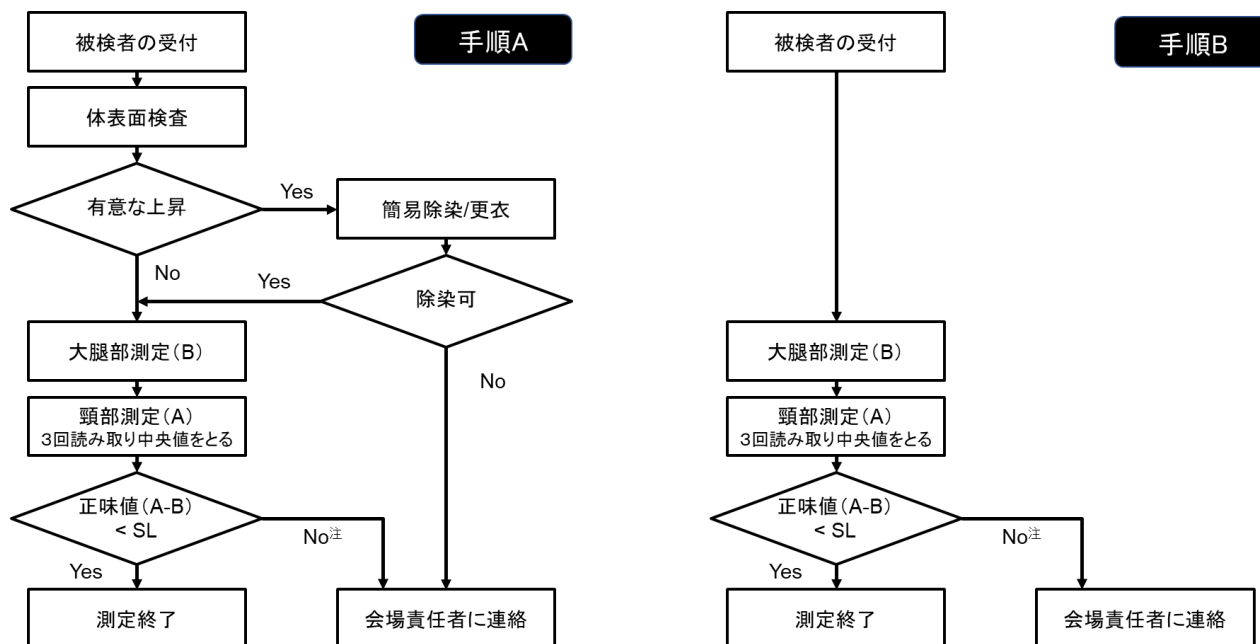 手順A
被検者の受付
体表面検査
有意な上昇
Yes
簡易除染/更衣
No
Yes
除染可
大腿部測定(B)
No
頸部測定(A)
3回読み取り中央値をとる
正味値(A-B)
< SL
No注
Yes
測定終了
会場責任者に連絡
手順B
被検者の受付
大腿部測定(B)
頸部測定(A)
3回読み取り中央値をとる
正味値(A-B)
< SL
No注
Yes
測定終了
会場責任者に連絡